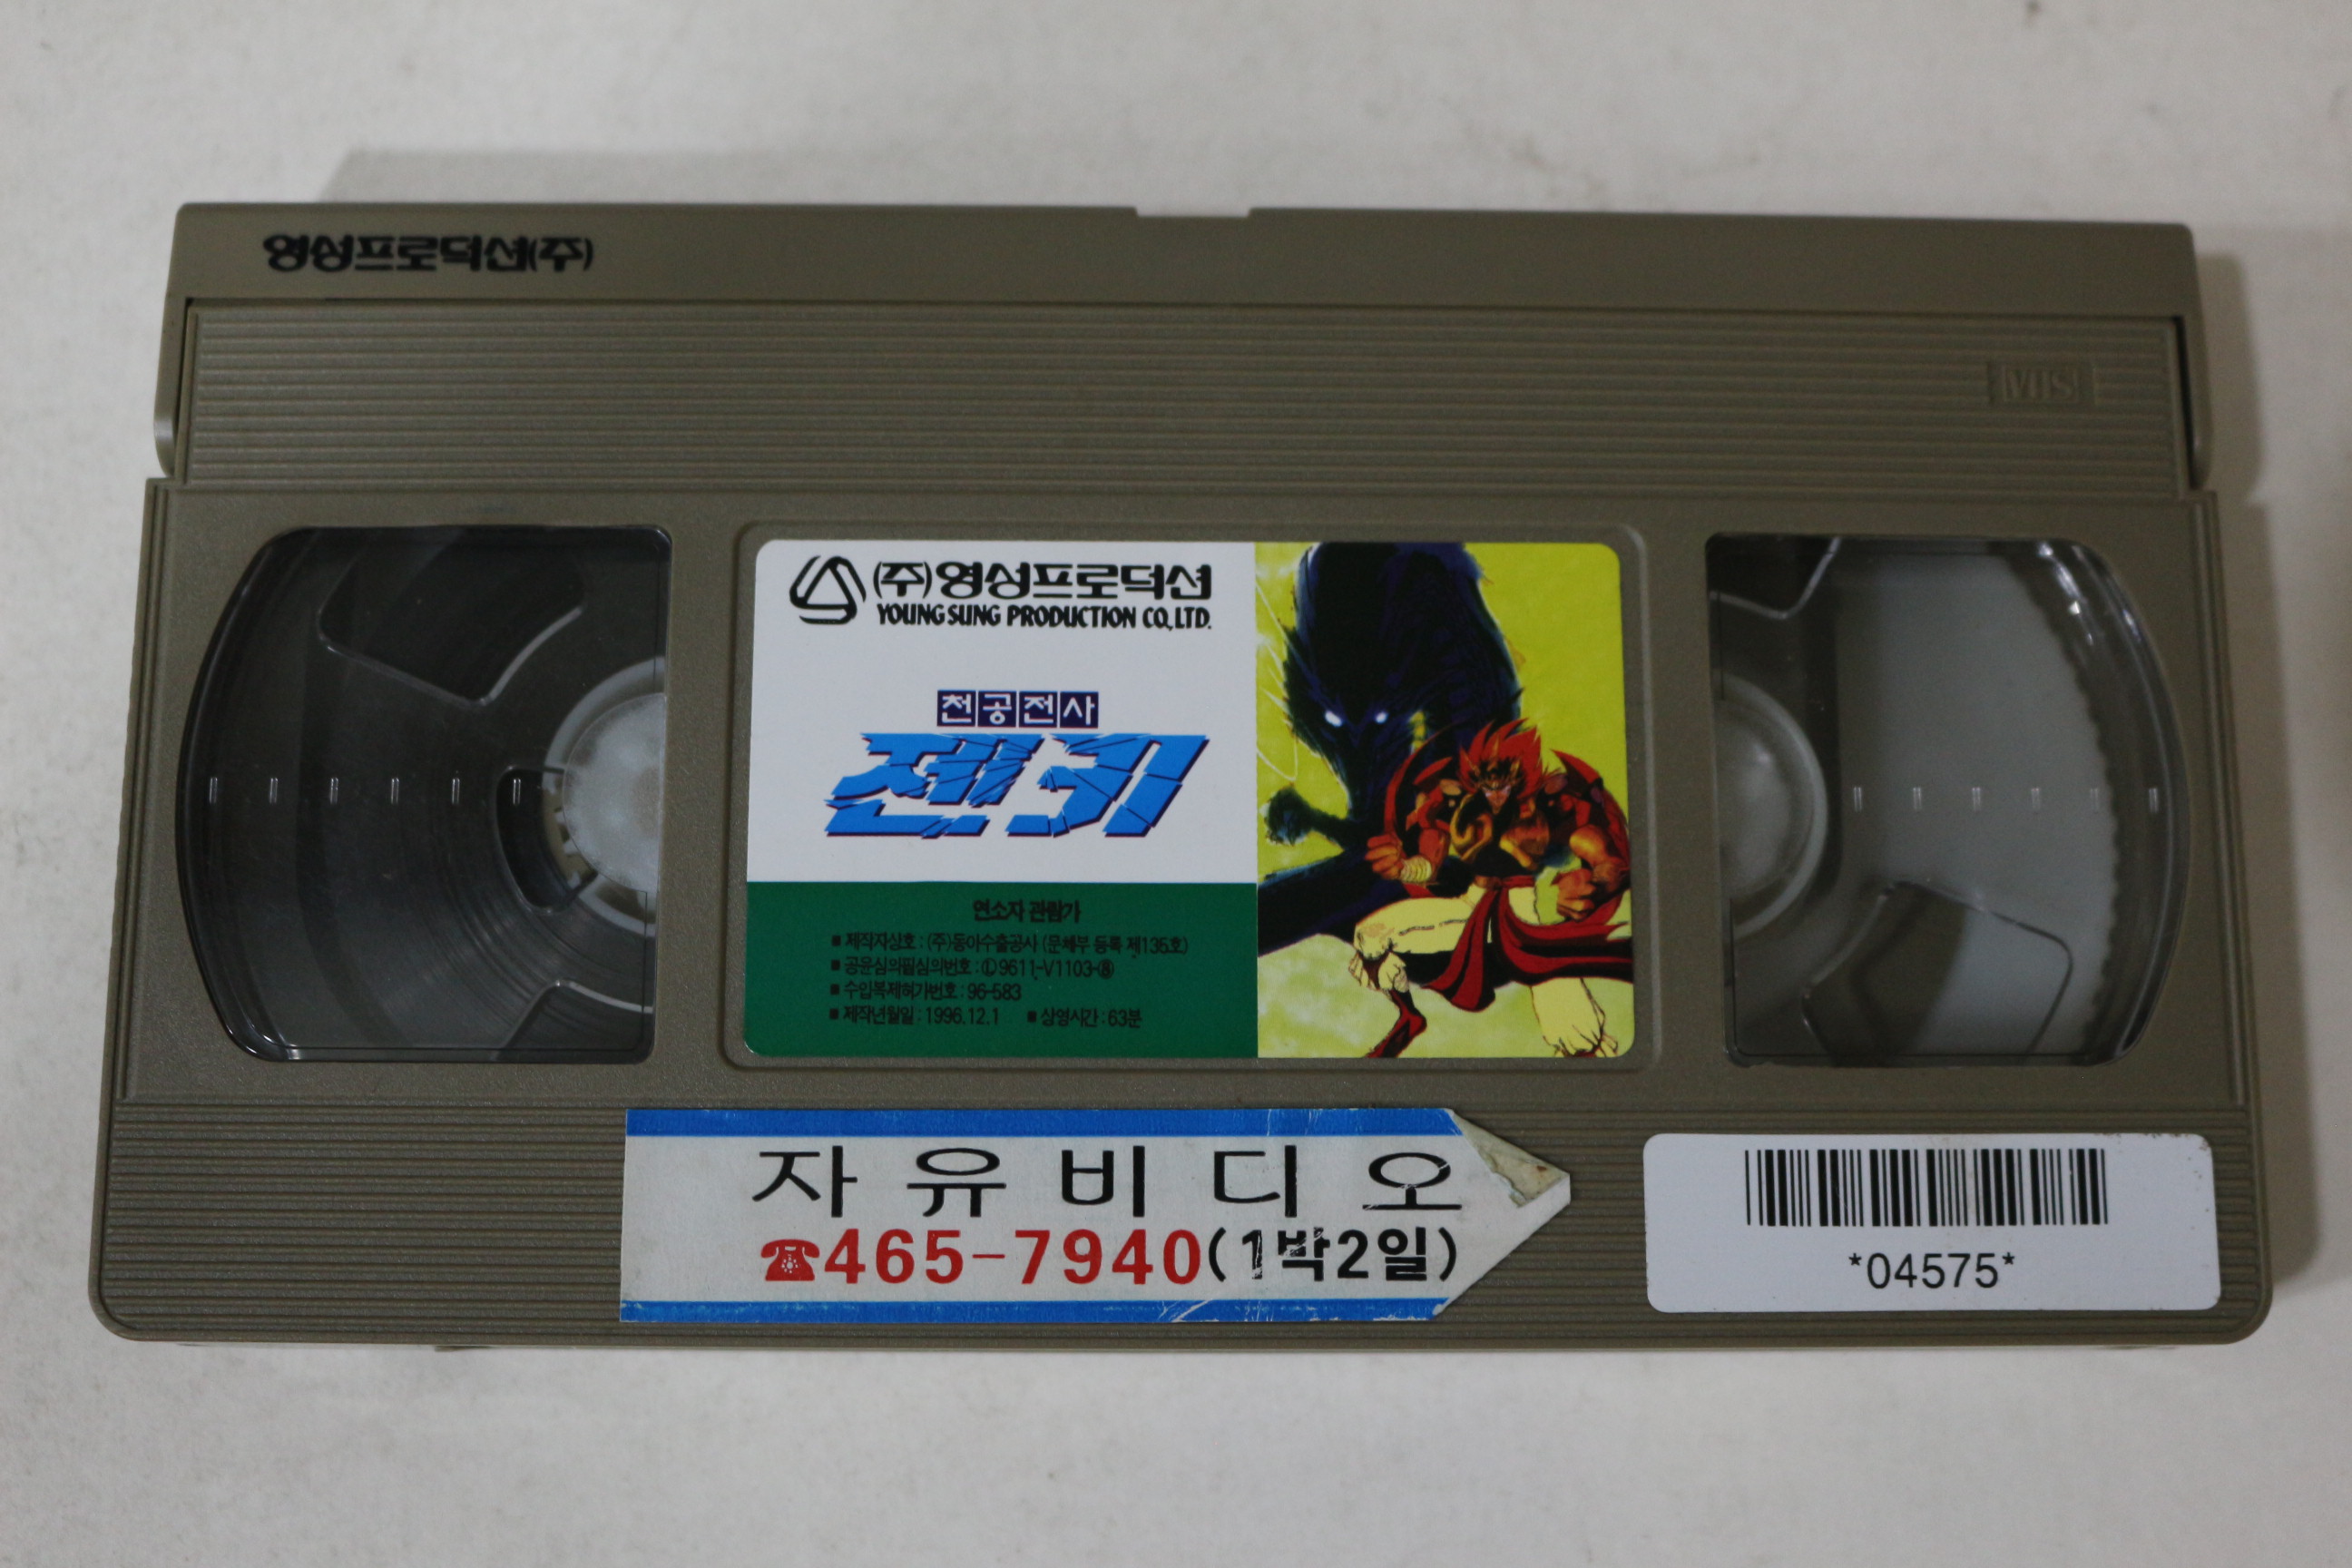 영성프로덕션(주)
VHS
(주)영성프로덕션
YOUNG SUNG PRODUCTION CO., LTD.
천공전사
젠키
연소자 관람가
■ 제작자상호 : (주)동아수출공사 (문체부 등록 제135호)
■ 공윤심의필심의번호 : Ⓛ9611-V1103-⑧
■ 수입복제허가번호 : 96-583
■ 제작년월일 : 1996.12.1 ■ 상영시간 : 63분
자유비디오
☎465-7940(1박2일)
*04575*